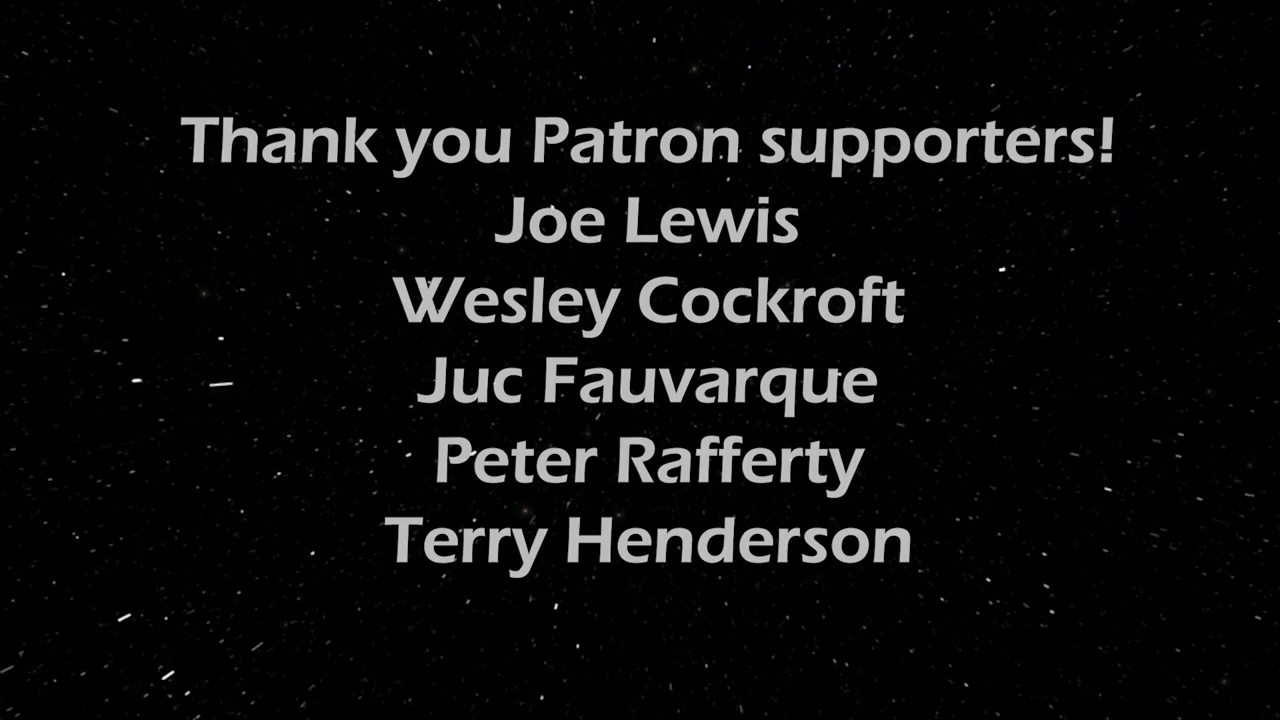 Thank you Patron supporters!
Joe Lewis
Wesley Cockroft
Juc Fauvarque
Peter Rafferty
Terry Henderson